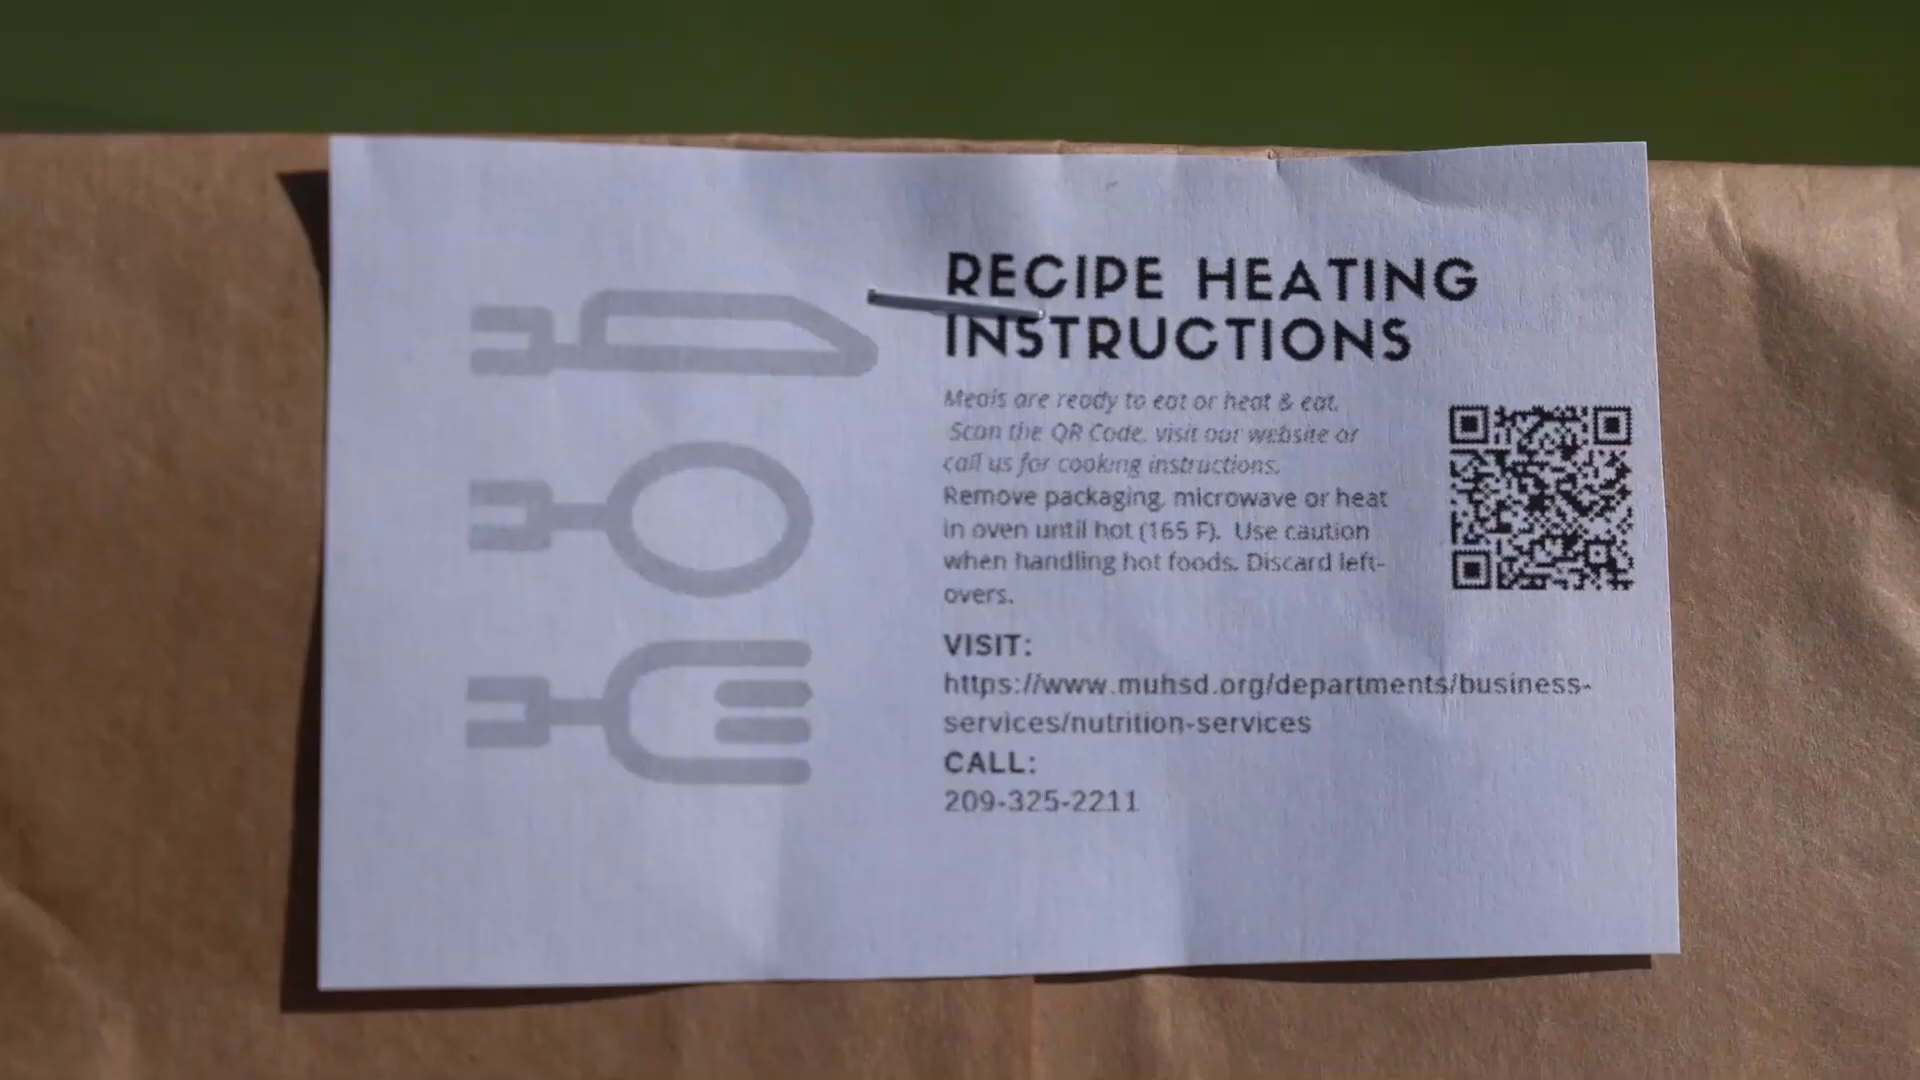 RECIPE HEATING
INSTRUCTIONS
Meals are ready to eat or heat & eat.
Scan the QR Code, visit our website or
call us for cooking instructions.
Remove packaging, microwave or heat
in oven until hot (165 F). Use caution
when handling hot foods. Discard left-
overs.
VISIT:
https://www.muhsd.org/departments/business-
services/nutrition-services
CALL:
209-325-2211